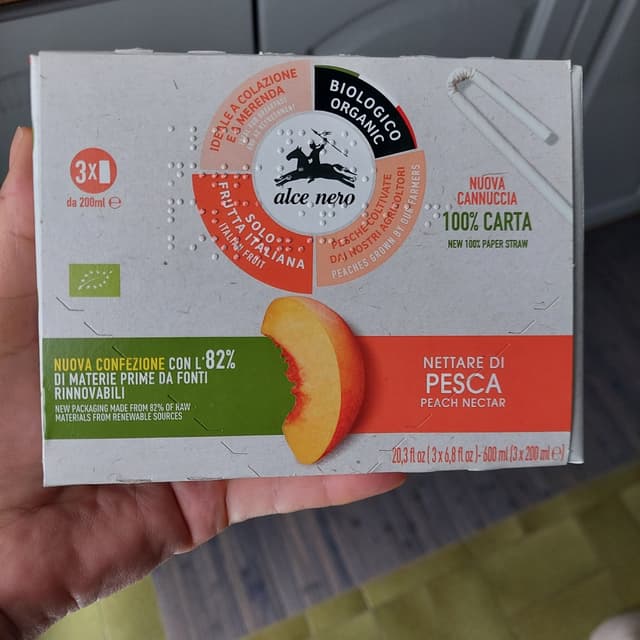 IDEALE A COLAZIONE
E A MERENDA
BIOLOGICO
ORGANIC
alce nero
SOLO
FRUTTA ITALIANA
ITALIAN FRUIT
PESCHE COLTIVATE
DAI NOSTRI AGRICOLTORI
PEACHES GROWN BY OUR FARMERS
3X
da 200ml ℮
NUOVA
CANNUCCIA
100% CARTA
NEW 100% PAPER STRAW
NUOVA CONFEZIONE CON L'82%
DI MATERIE PRIME DA FONTI
RINNOVABILI
NEW PACKAGING MADE FROM 82% OF RAW
MATERIALS FROM RENEWABLE SOURCES
NETTARE DI
PESCA
PEACH NECTAR
20,3 fl oz (3 x 6,8 fl oz) - 600 ml (3 x 200 ml ℮)